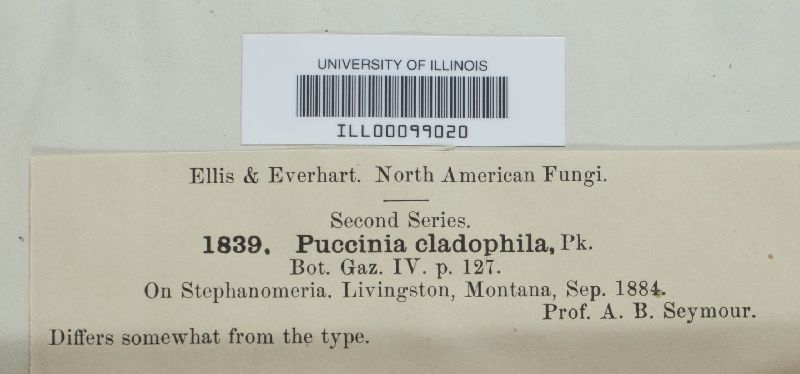 UNIVERSITY OF ILLINOIS
ILL00099020
Ellis & Everhart. North American Fungi.
Second Series.
1839. Puccinia cladophila, Pk.
Bot. Gaz. IV. p. 127.
On Stephanomeria. Livingston, Montana, Sep. 1884.
Prof. A. B. Seymour.
Differs somewhat from the type.